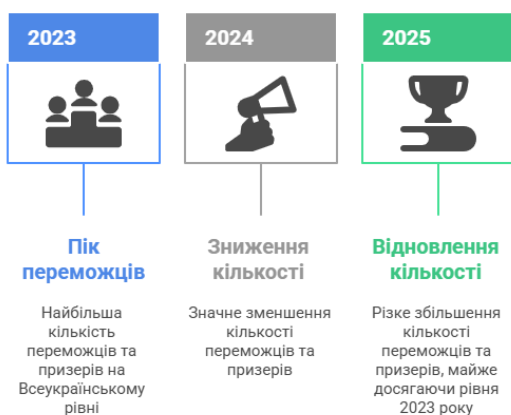 2023
2024
2025
Пік
переможців
Зниження
кількості
Відновлення
кількості
Найбільша
кількість
переможців та
призерів на
Всеукраїнському
рівні
Значне зменшення
кількості
переможців та
призерів
Різке збільшення
кількості
переможців та
призерів, майже
досягаючи рівня
2023 року